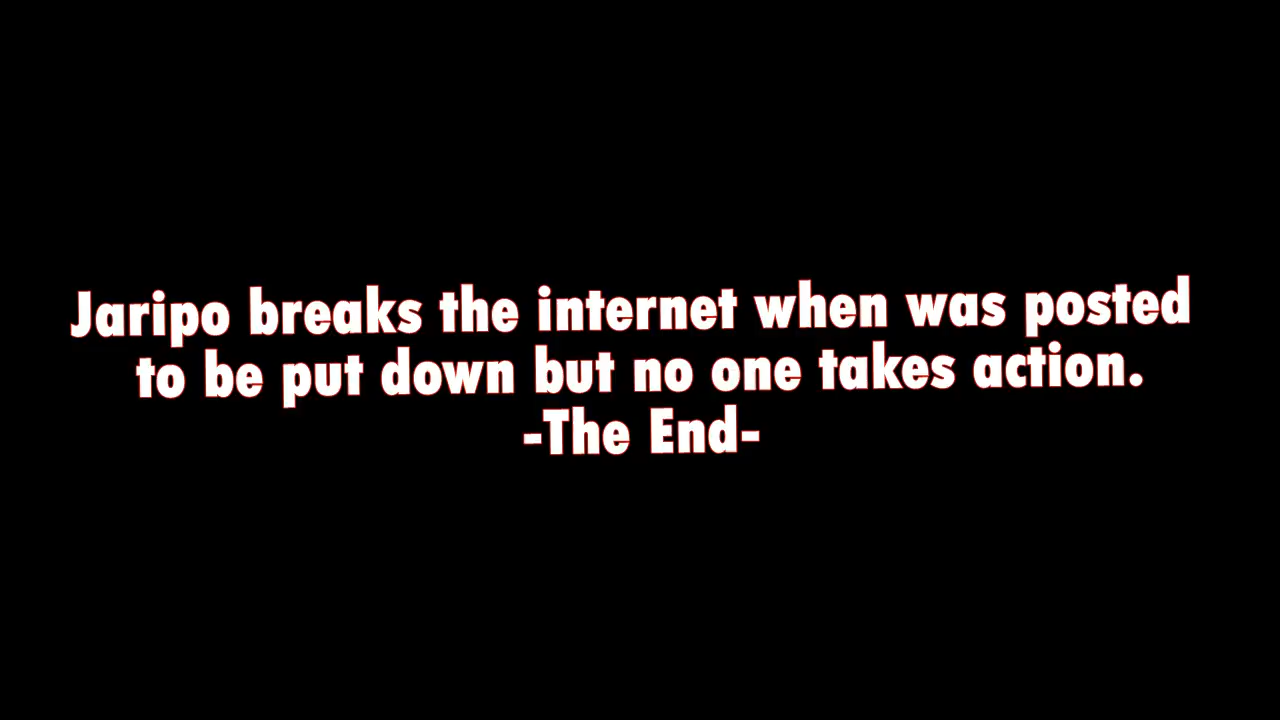 Jaripo breaks the internet when was posted
to be put down but no one takes action.
-The End-